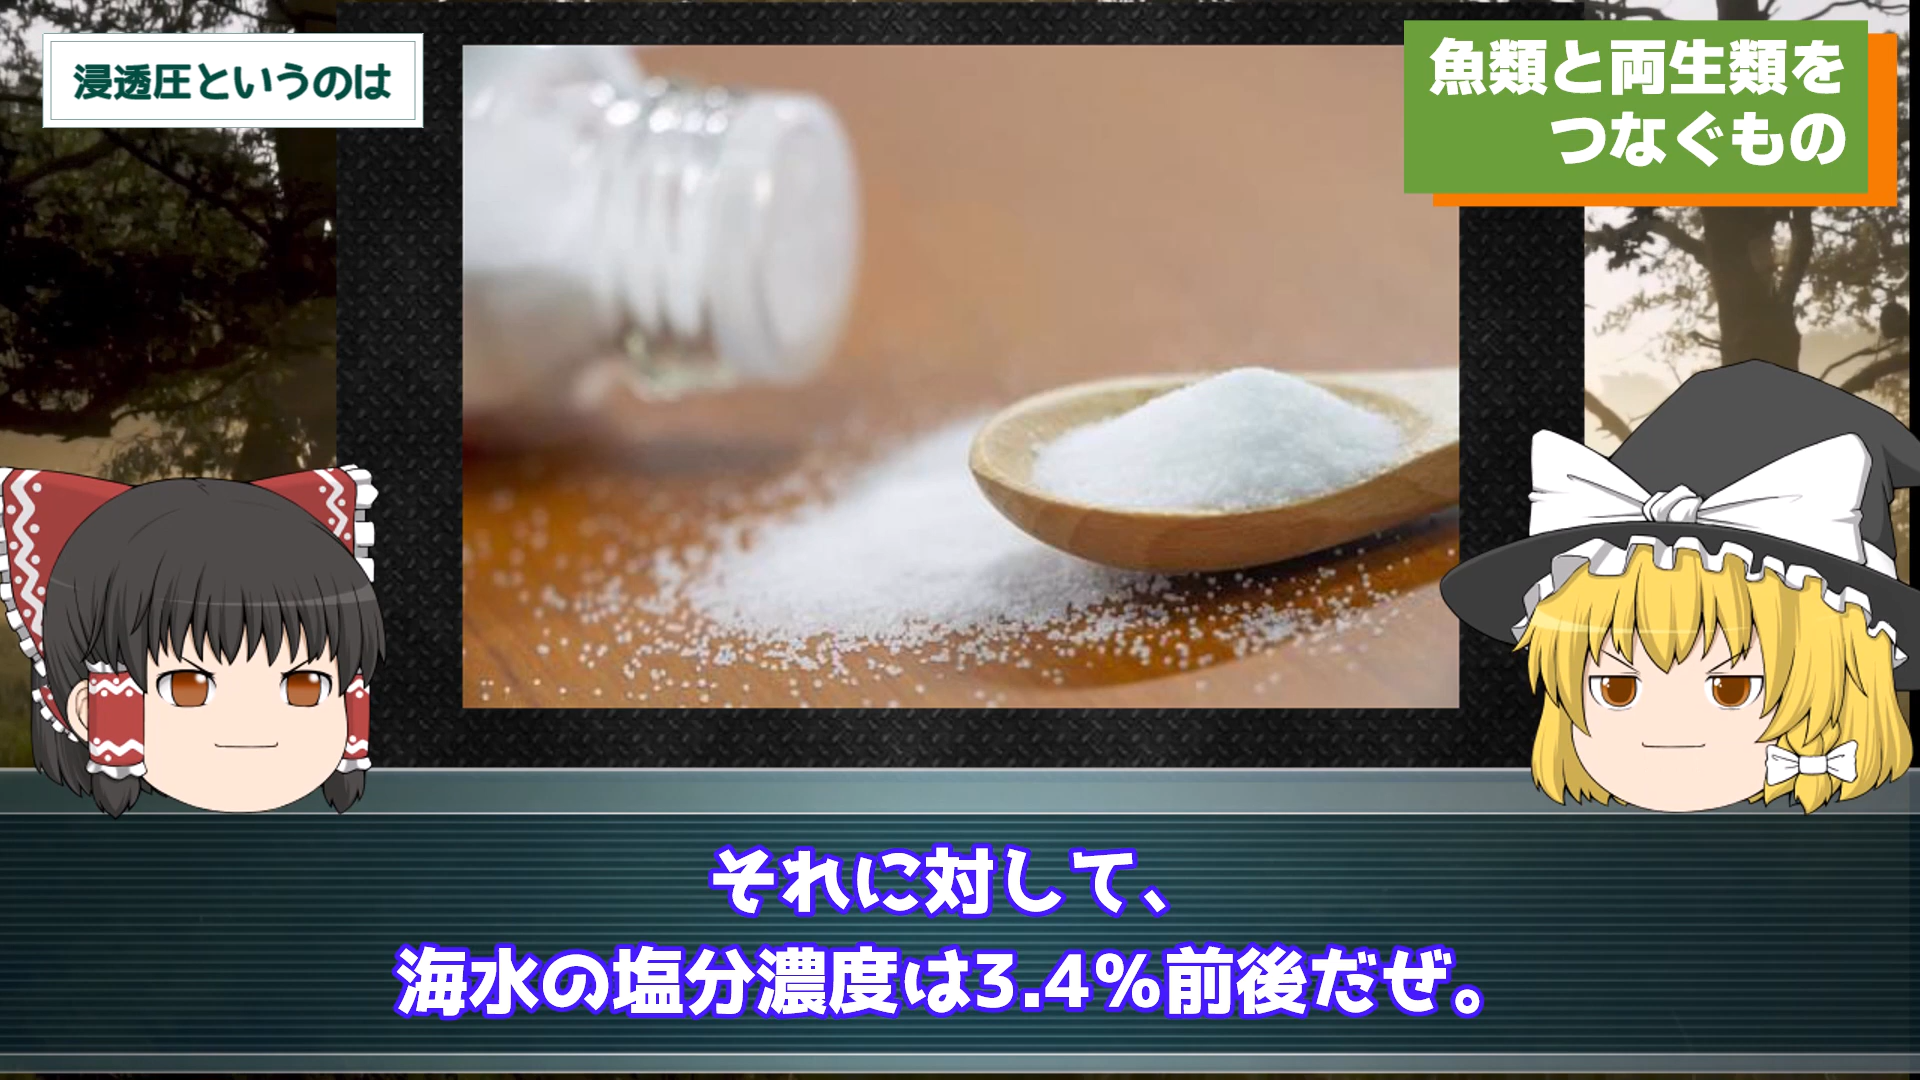 浸透圧というのは
魚類と両生類を
つなぐもの
それに対して、
海水の塩分濃度は3.4%前後だぜ。